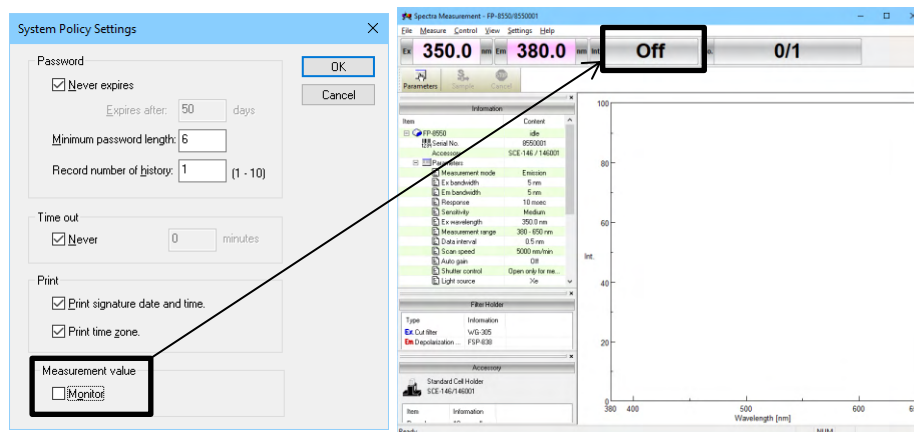 System Policy Settings
Password
Never expires
Expires after: 50 days
Minimum password length: 6
Record number of history: 1 (1 - 10)
OK
Cancel
Time out
Never 0 minutes
Print
Print signature date and time.
Print time zone.
Measurement value
Monitor
Spectra Measurement - FP-8550/8550001
File Measure Control View Settings Help
Ex 350.0 nm Em 380.0 nm Int. Off 0/1
Parameters Sample Cancel
Information
Item Content
FP-8550 idle
Serial No. 8550001
Accessory SCE-146 / 146001
Parameters
Measurement mode Emission
Ex bandwidth 5 nm
Em bandwidth 5 nm
Response 10 msec
Sensitivity Medium
Ex wavelength 350.0 nm
Measurement range 380 - 650 nm
Data interval 0.5 nm
Scan speed 5000 nm/min
Auto gain Off
Shutter control Open only for me...
Light source Xe
Filter Holder
Type Information
Ex Cut filter WG-305
Em Depolarization ... FSP-838
Accessory
Standard Cell Holder
SCE-146/146001
Item Information
100
80
60
Int.
40
20
0
380 400 500 600
Wavelength [nm]
Ready NUM